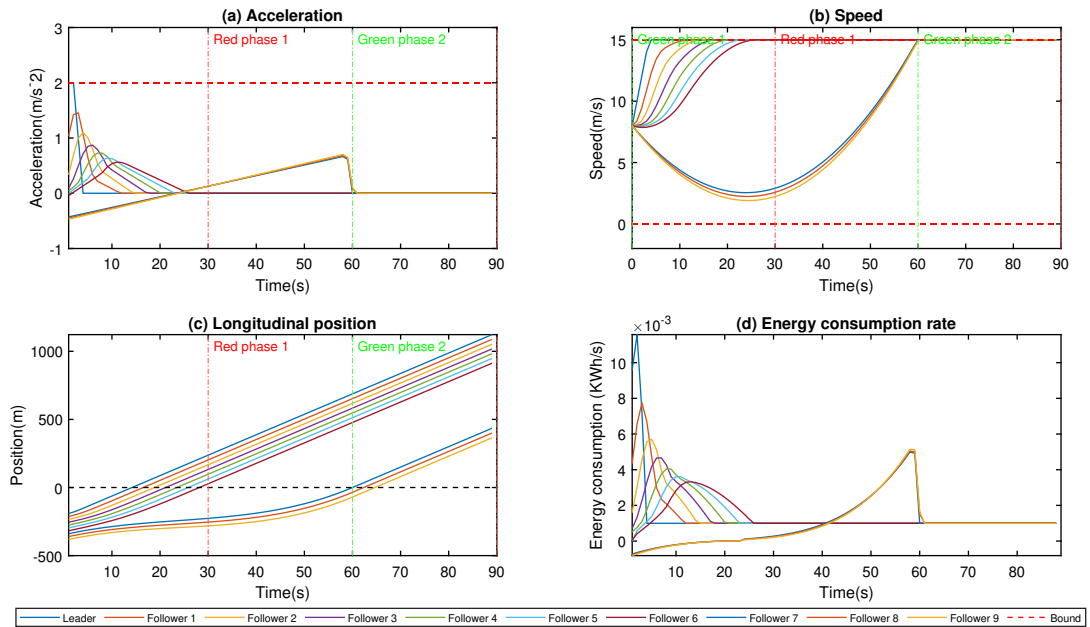 (a) Acceleration
3
2
1
0
-1
Acceleration(m/s^2)
Red phase 1
Green phase 2
10 20 30 40 50 60 70 80 90
Time(s)
(b) Speed
15
10
5
0
Speed(m/s)
Green phase 1
Red phase 1
Green phase 2
0 10 20 30 40 50 60 70 80 90
Time(s)
(c) Longitudinal position
1000
500
0
-500
Position(m)
Red phase 1
Green phase 2
10 20 30 40 50 60 70 80 90
Time(s)
(d) Energy consumption rate
×10^-3
10
8
6
4
2
0
Energy consumption (KWh/s)
10 20 30 40 50 60 70 80
Time(s)
Leader Follower 1 Follower 2 Follower 3 Follower 4 Follower 5 Follower 6 Follower 7 Follower 8 Follower 9 Bound